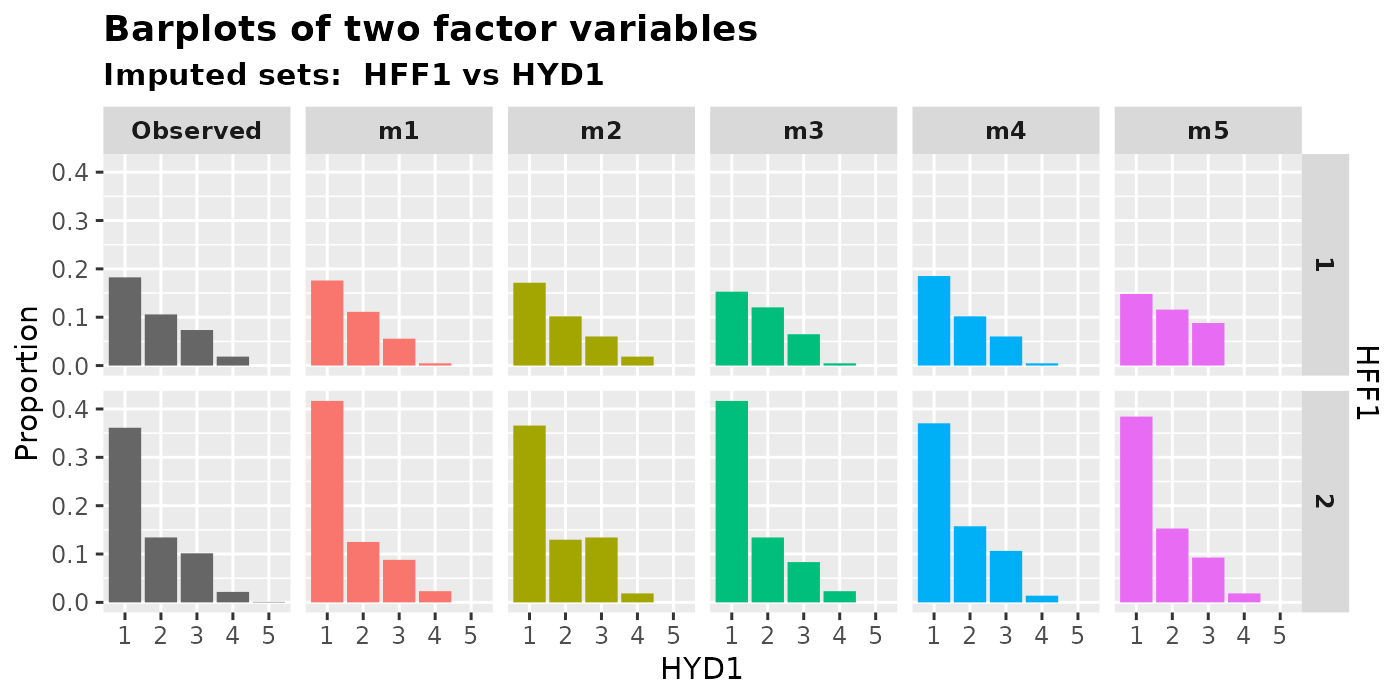 Barplots of two factor variables
Imputed sets:  HFF1 vs HYD1
Observed m1 m2 m3 m4 m5
0.4
0.3
0.2
0.1
0.0
1
0.4
0.3
0.2
0.1
0.0
2
Proportion
HFF1
1 2 3 4 5 1 2 3 4 5 1 2 3 4 5 1 2 3 4 5 1 2 3 4 5 1 2 3 4 5
HYD1